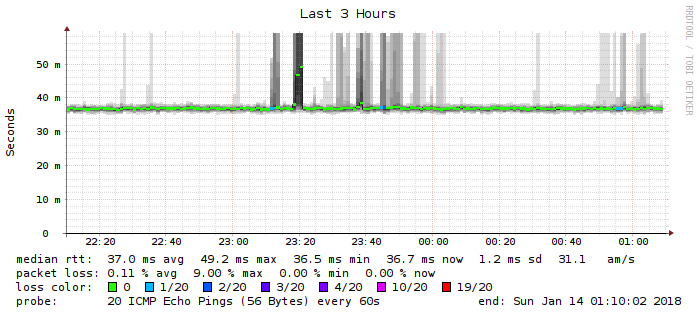 Last 3 Hours
RRDTOOL / TOBI OETIKER
Seconds
50 m
40 m
30 m
20 m
10 m
0
22:20 22:40 23:00 23:20 23:40 00:00 00:20 00:40 01:00
median rtt: 37.0 ms avg 49.2 ms max 36.5 ms min 36.7 ms now 1.2 ms sd 31.1 am/s
packet loss: 0.11 % avg 9.00 % max 0.00 % min 0.00 % now
loss color: 0 1/20 2/20 3/20 4/20 10/20 19/20
probe: 20 ICMP Echo Pings (56 Bytes) every 60s end: Sun Jan 14 01:10:02 2018